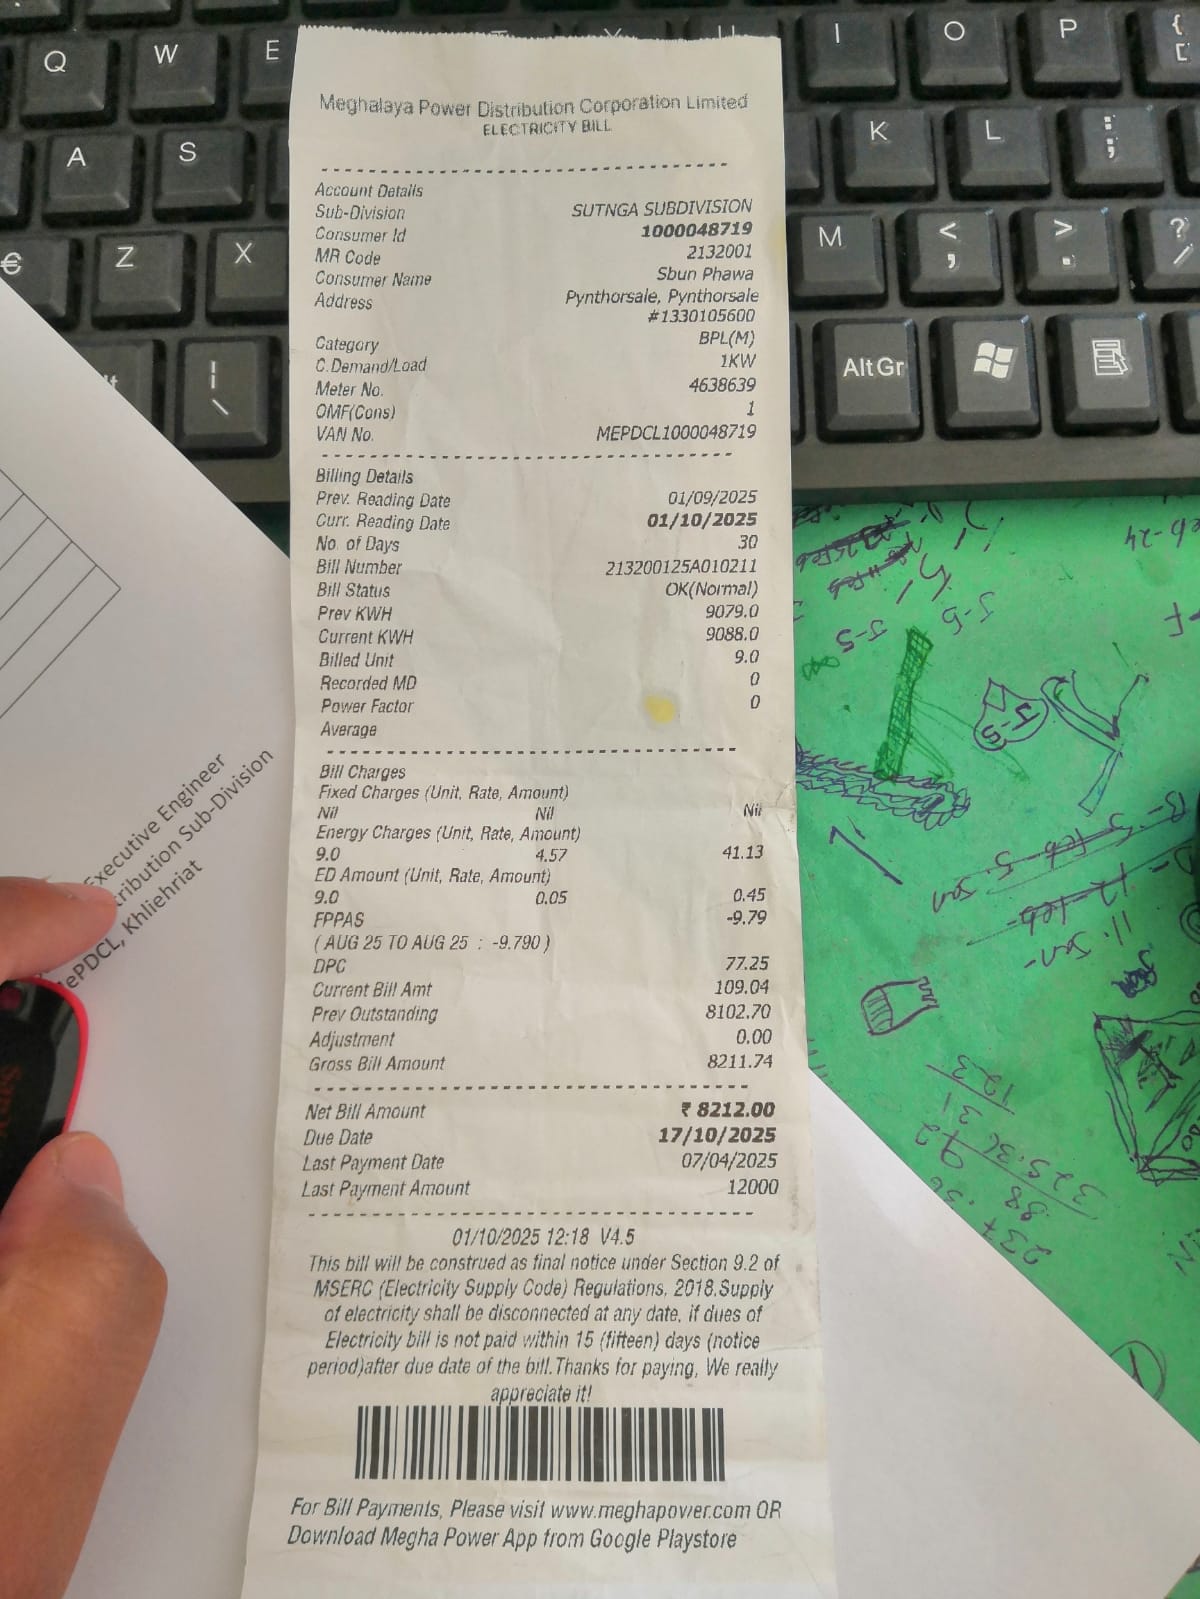 Meghalaya Power Distribution Corporation Limited
ELECTRICITY BILL
Account Details
Sub-Division SUTNGA SUBDIVISION
Consumer Id 1000048719
MR Code 2132001
Consumer Name Sbun Phawa
Address Pynthorsale, Pynthorsale
#1330105600
Category BPL(M)
C.Demand/Load 1KW
Meter No. 4638639
OMF(Cons) 1
VAN No. MEPDCL1000048719
Billing Details
Prev. Reading Date 01/09/2025
Curr. Reading Date 01/10/2025
No. of Days 30
Bill Number 213200125A010211
Bill Status OK(Normal)
Prev KWH 9079.0
Current KWH 9088.0
Billed Unit 9.0
Recorded MD 0
Power Factor 0
Average
Bill Charges
Fixed Charges (Unit, Rate, Amount)
Nil Nil Nil
Energy Charges (Unit, Rate, Amount)
9.0 4.57 41.13
ED Amount (Unit, Rate, Amount)
9.0 0.05 0.45
FPPAS -9.79
( AUG 25 TO AUG 25 : -9.790 )
DPC 77.25
Current Bill Amt 109.04
Prev Outstanding 8102.70
Adjustment 0.00
Gross Bill Amount 8211.74
Net Bill Amount ₹ 8212.00
Due Date 17/10/2025
Last Payment Date 07/04/2025
Last Payment Amount 12000
01/10/2025 12:18 V4.5
This bill will be construed as final notice under Section 9.2 of
MSERC (Electricity Supply Code) Regulations, 2018.Supply
of electricity shall be disconnected at any date, if dues of
Electricity bill is not paid within 15 (fifteen) days (notice
period)after due date of the bill.Thanks for paying, We really
appreciate it!
For Bill Payments, Please visit www.meghapower.com OR
Download Megha Power App from Google Playstore
Executive Engineer
tribution Sub-Division
ePDCL, Khliehriat
Q W E I O P { [
A S K L : ;
€ Z X M < , > . ? /
| \ Alt Gr